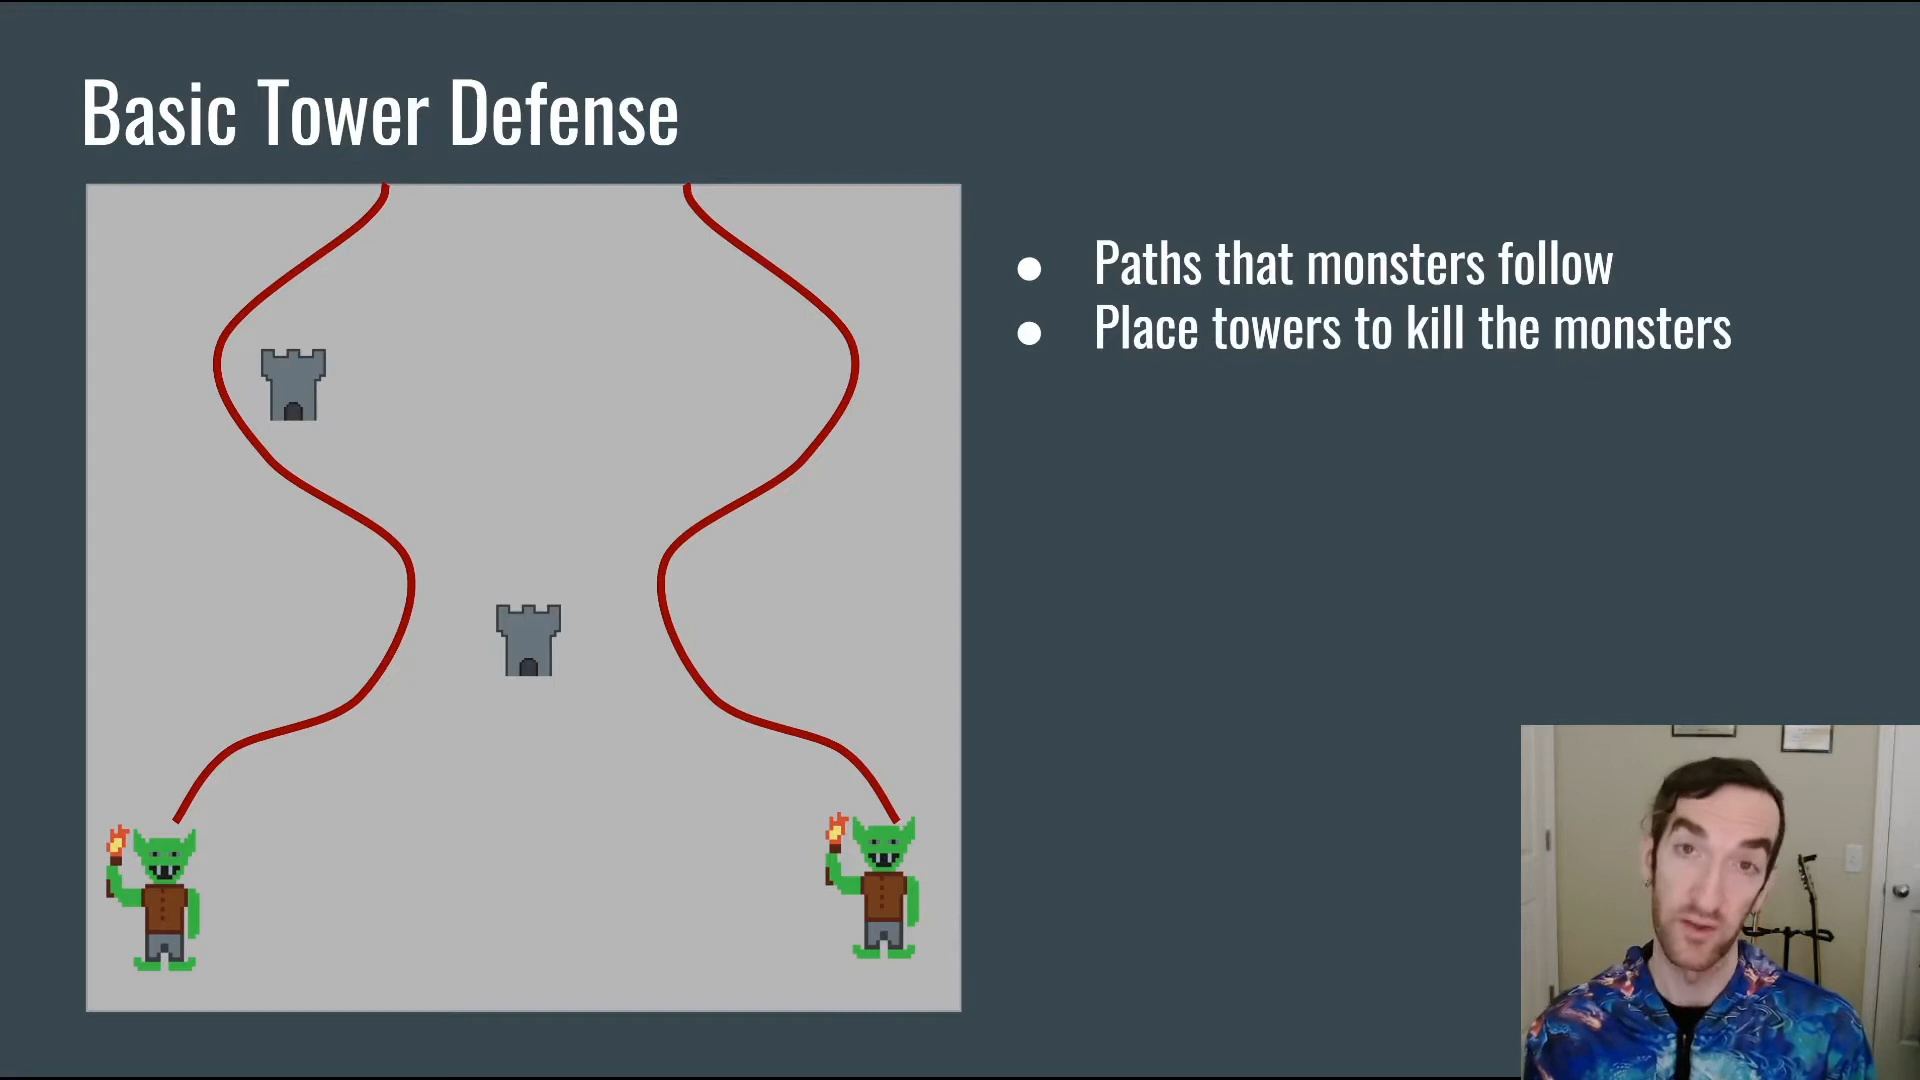 Basic Tower Defense
● Paths that monsters follow
● Place towers to kill the monsters